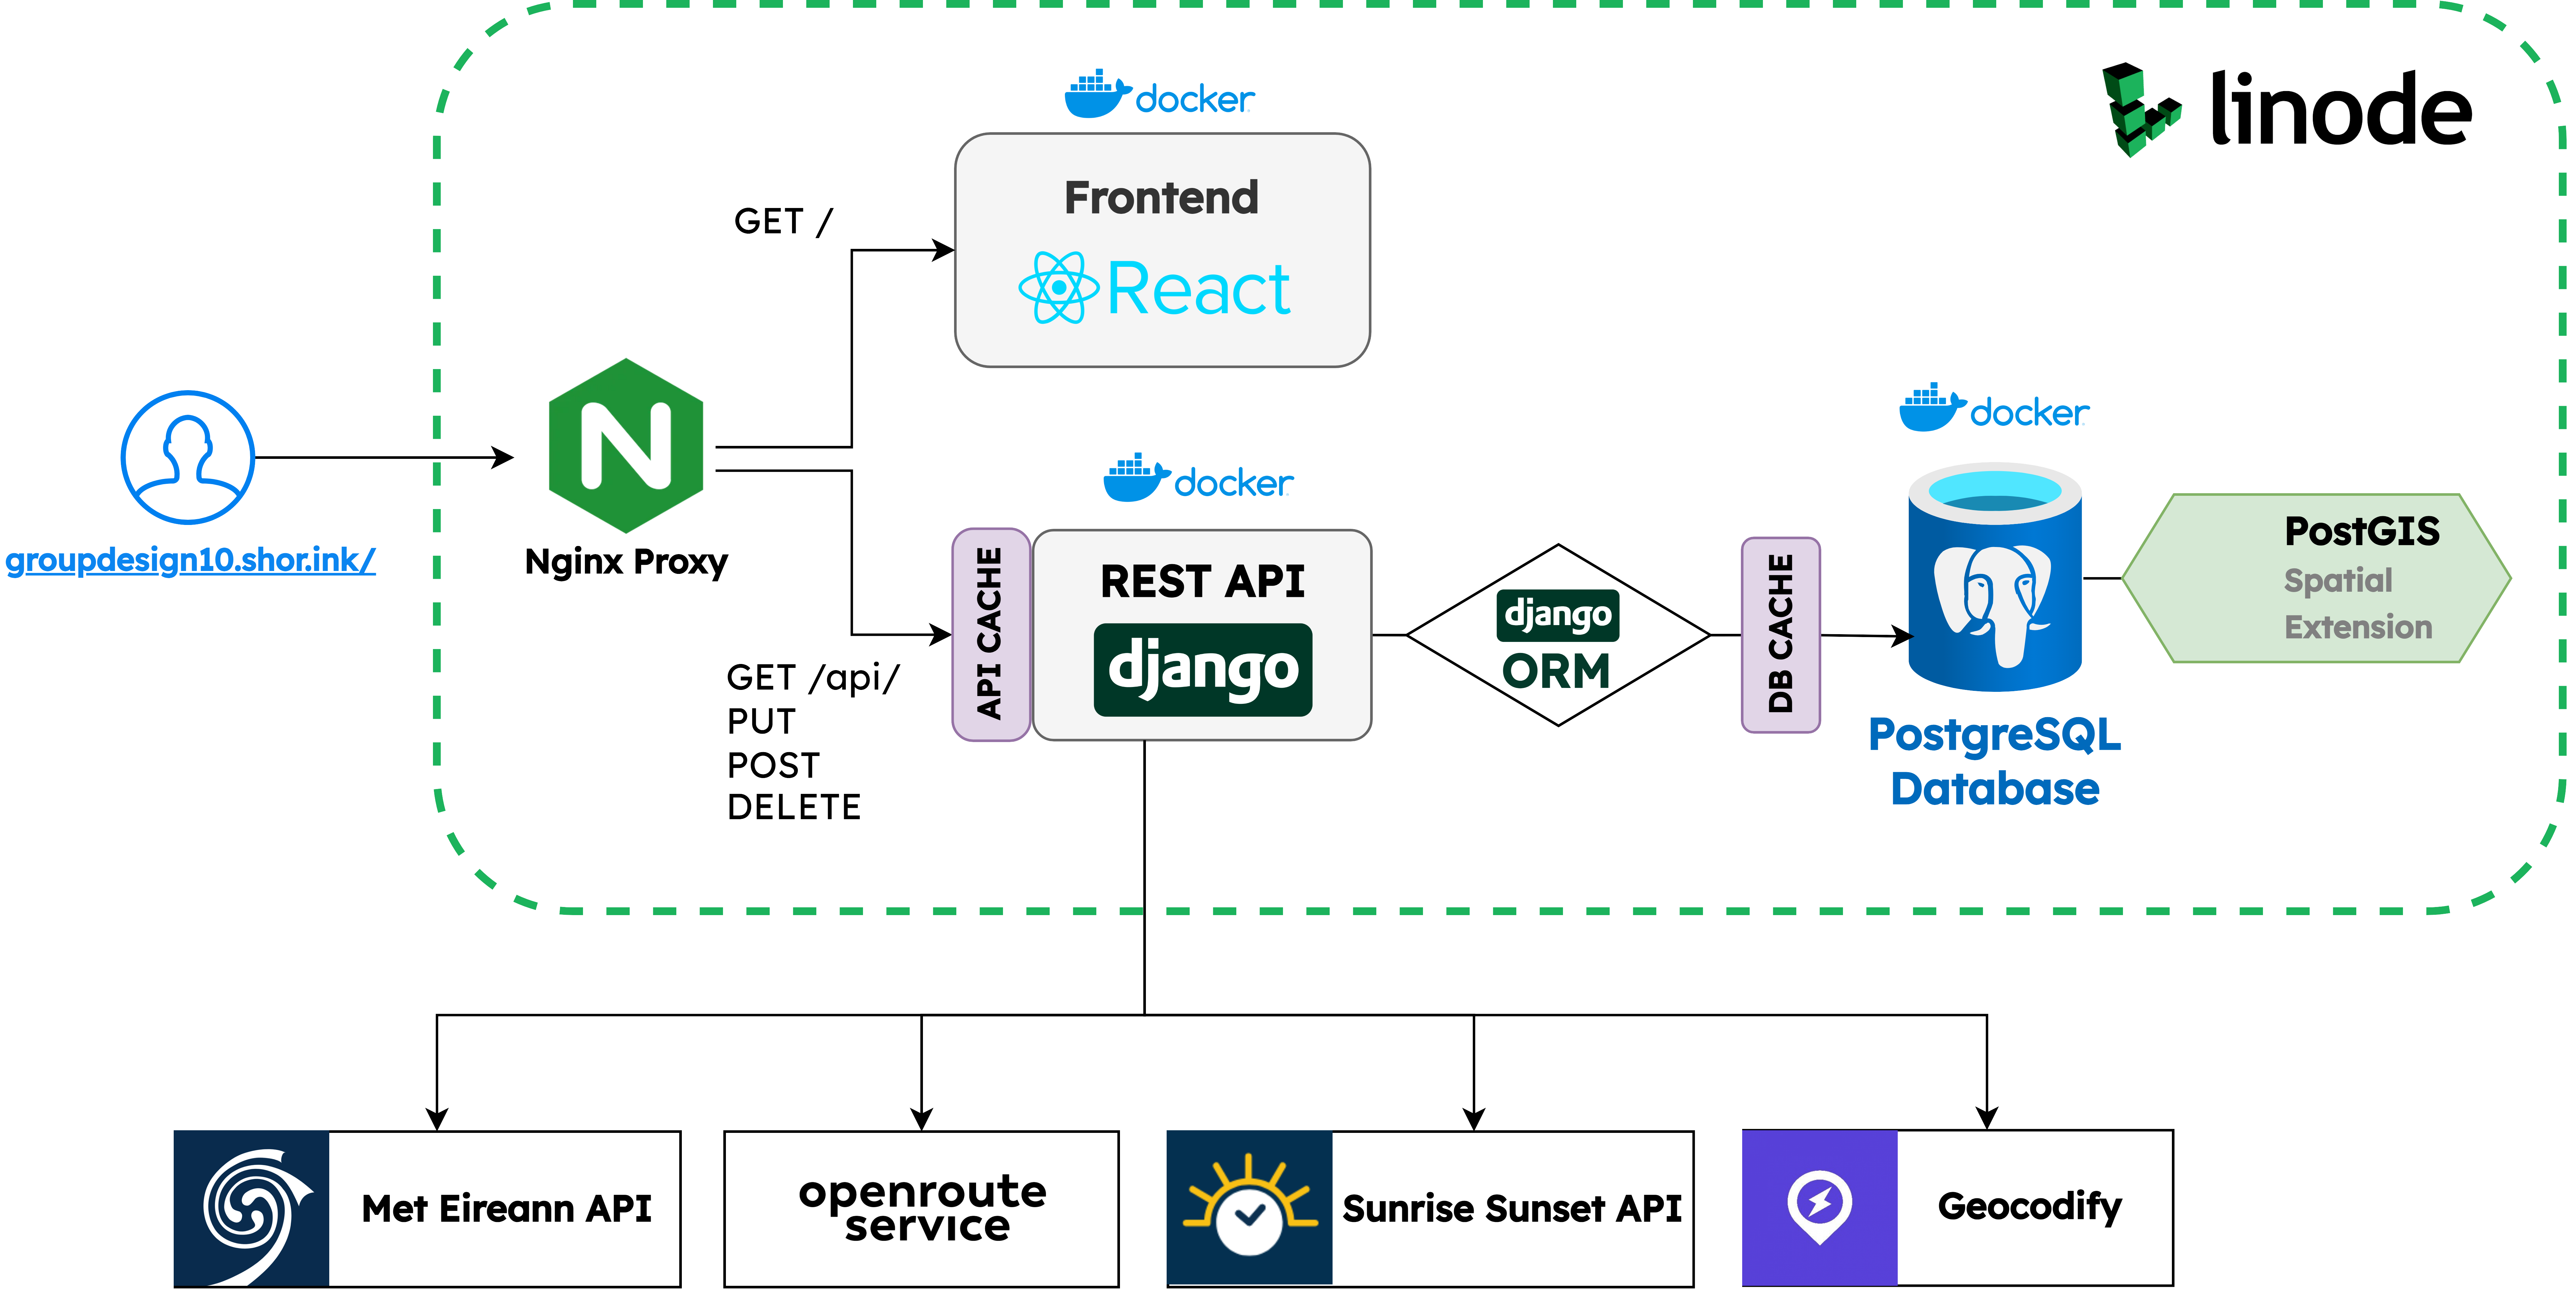 docker
linode
Frontend
GET /
React
docker
docker
groupdesign10.shor.ink/
Nginx Proxy
API CACHE
REST API
django
django
ORM
DB CACHE
PostGIS
Spatial
Extension
GET /api/
PUT
POST
DELETE
PostgreSQL
Database
Met Eireann API
openroute
service
Sunrise Sunset API
Geocodify